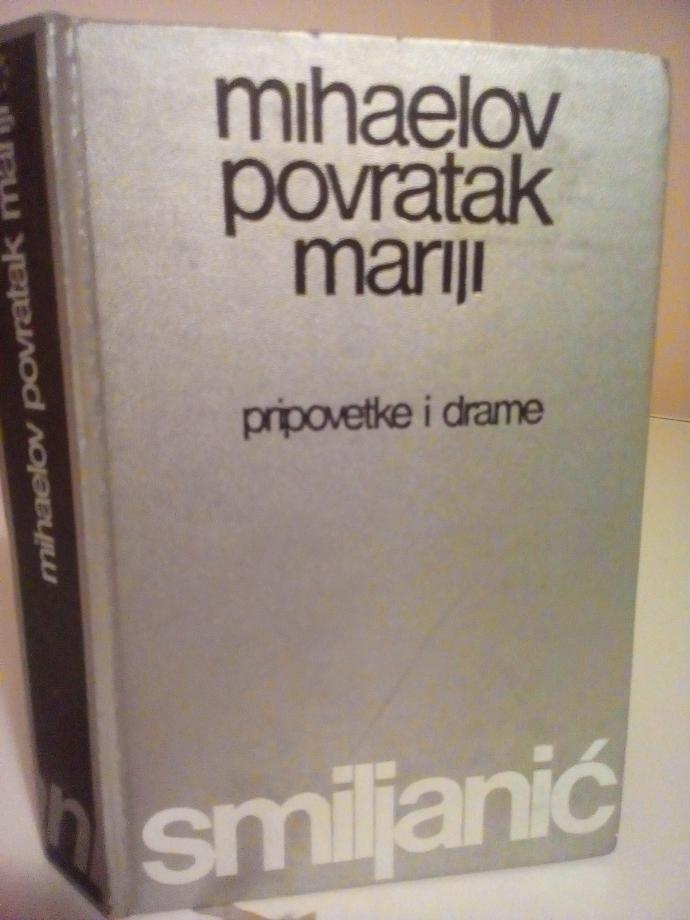 mihaelov
povratak
mariji
pripovetke i drame
smiljanić
mihaelov povratak mariji